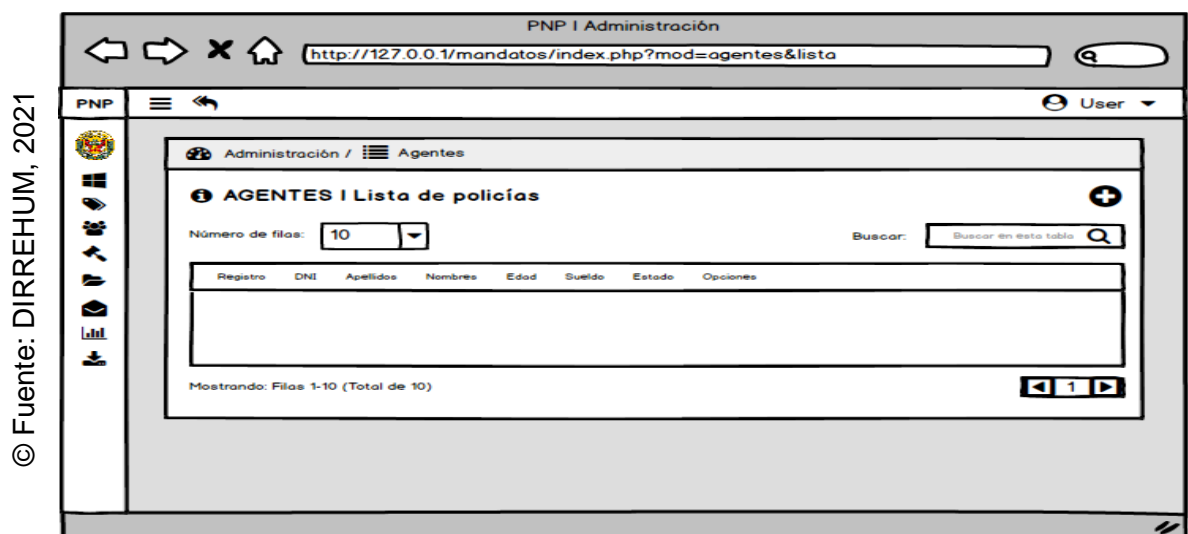 PNP I Administración
http://127.0.0.1/mandatos/index.php?mod=agentes&lista
PNP
User
Administración / Agentes
AGENTES I Lista de policías
Número de filas: 10
Buscar: Buscar en ésta tabla
Registro DNI Apellidos Nombres Edad Sueldo Estado Opciones
Mostrando: Filas 1-10 (Total de 10)
1
© Fuente: DIRREHUM, 2021